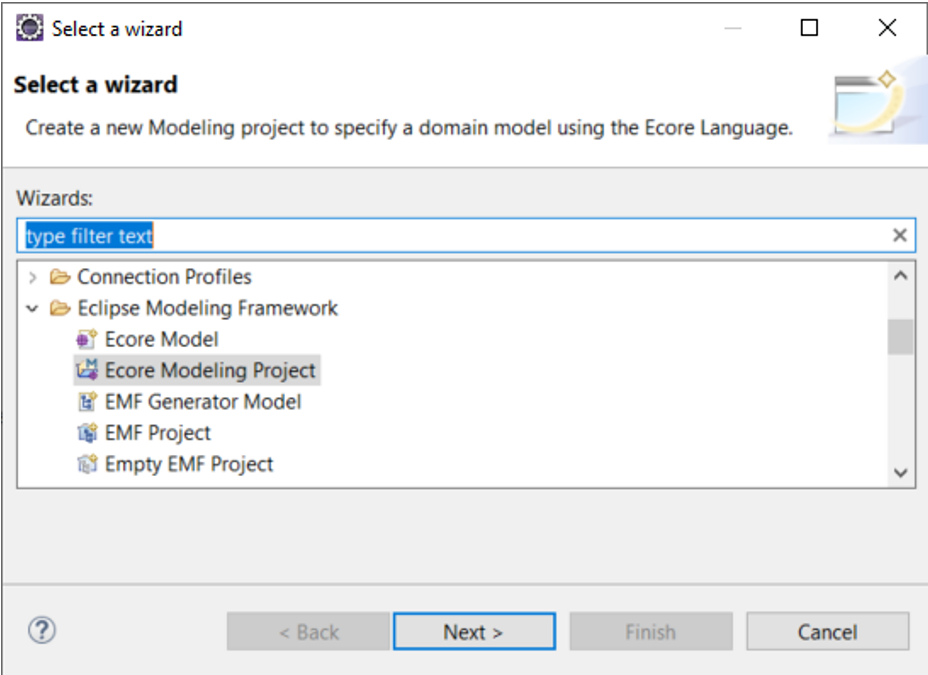 Select a wizard
Select a wizard
Create a new Modeling project to specify a domain model using the Ecore Language.
Wizards:
type filter text
Connection Profiles
Eclipse Modeling Framework
Ecore Model
Ecore Modeling Project
EMF Generator Model
EMF Project
Empty EMF Project
? < Back Next > Finish Cancel